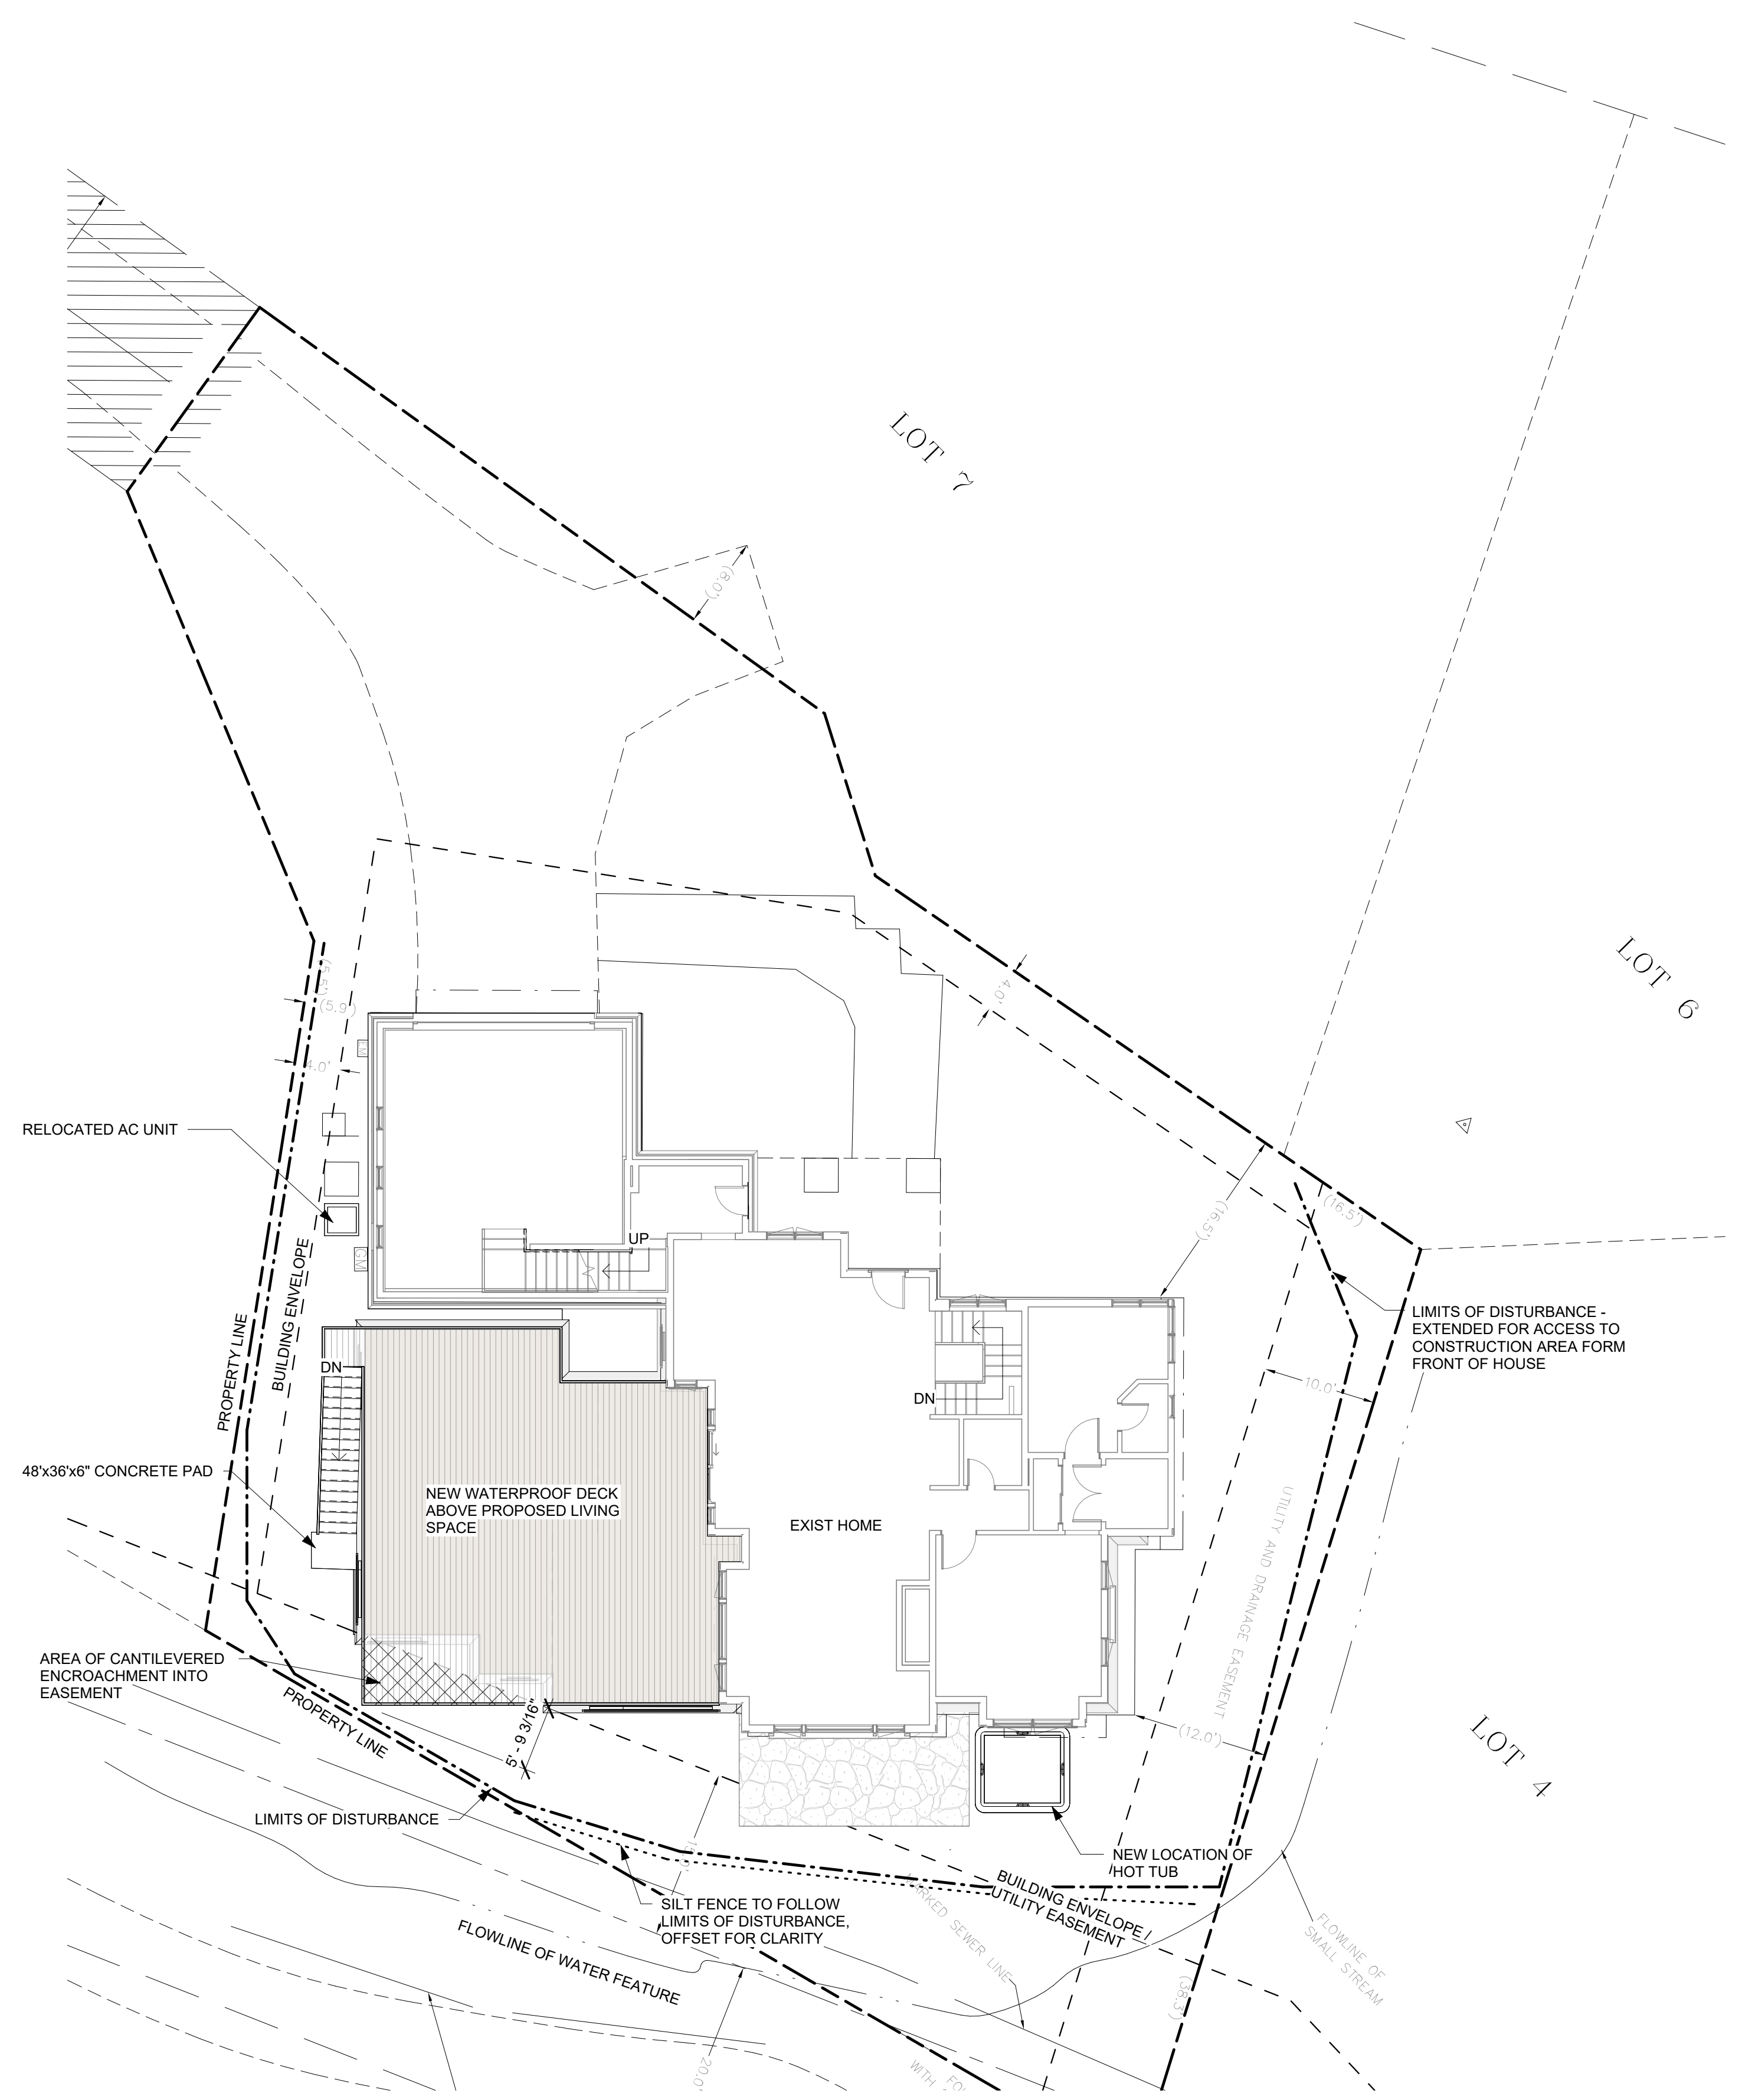 LOT 7
(8.0')
LOT 6
4.0'
(5.5')
(5.9')
4.0'
EM
RELOCATED AC UNIT
GM
UP
(16.5')
(16.5')
BUILDING ENVELOPE
PROPERTY LINE
LIMITS OF DISTURBANCE -
EXTENDED FOR ACCESS TO
CONSTRUCTION AREA FORM
FRONT OF HOUSE
DN
DN
10.0'
48'x36'x6" CONCRETE PAD
NEW WATERPROOF DECK
ABOVE PROPOSED LIVING
SPACE
EXIST HOME
UTILITY AND DRAINAGE EASEMENT
AREA OF CANTILEVERED
ENCROACHMENT INTO
EASEMENT
PROPERTY LINE
5' - 9 3/16"
(12.0')
LOT 4
LIMITS OF DISTURBANCE
NEW LOCATION OF
HOT TUB
SILT FENCE TO FOLLOW
LIMITS OF DISTURBANCE,
OFFSET FOR CLARITY
BUILDING ENVELOPE /
UTILITY EASEMENT
MARKED SEWER LINE
FLOWLINE OF WATER FEATURE
FLOWLINE OF
SMALL STREAM
(38.3')
20.0'
WITH